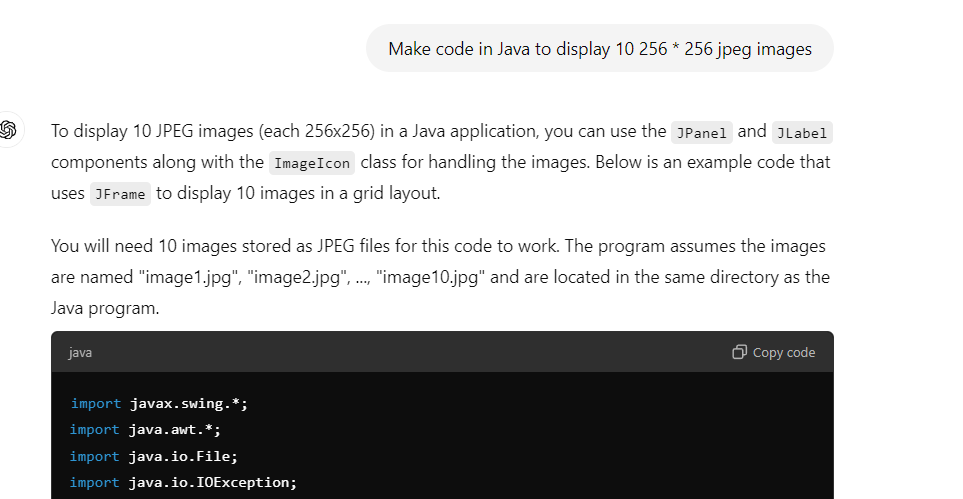 Make code in Java to display 10 256 * 256 jpeg images
To display 10 JPEG images (each 256x256) in a Java application, you can use the JPanel and JLabel
components along with the ImageIcon class for handling the images. Below is an example code that
uses JFrame to display 10 images in a grid layout.
You will need 10 images stored as JPEG files for this code to work. The program assumes the images
are named "image1.jpg", "image2.jpg", ..., "image10.jpg" and are located in the same directory as the
Java program.
java
Copy code
import javax.swing.*;
import java.awt.*;
import java.io.File;
import java.io.IOException;